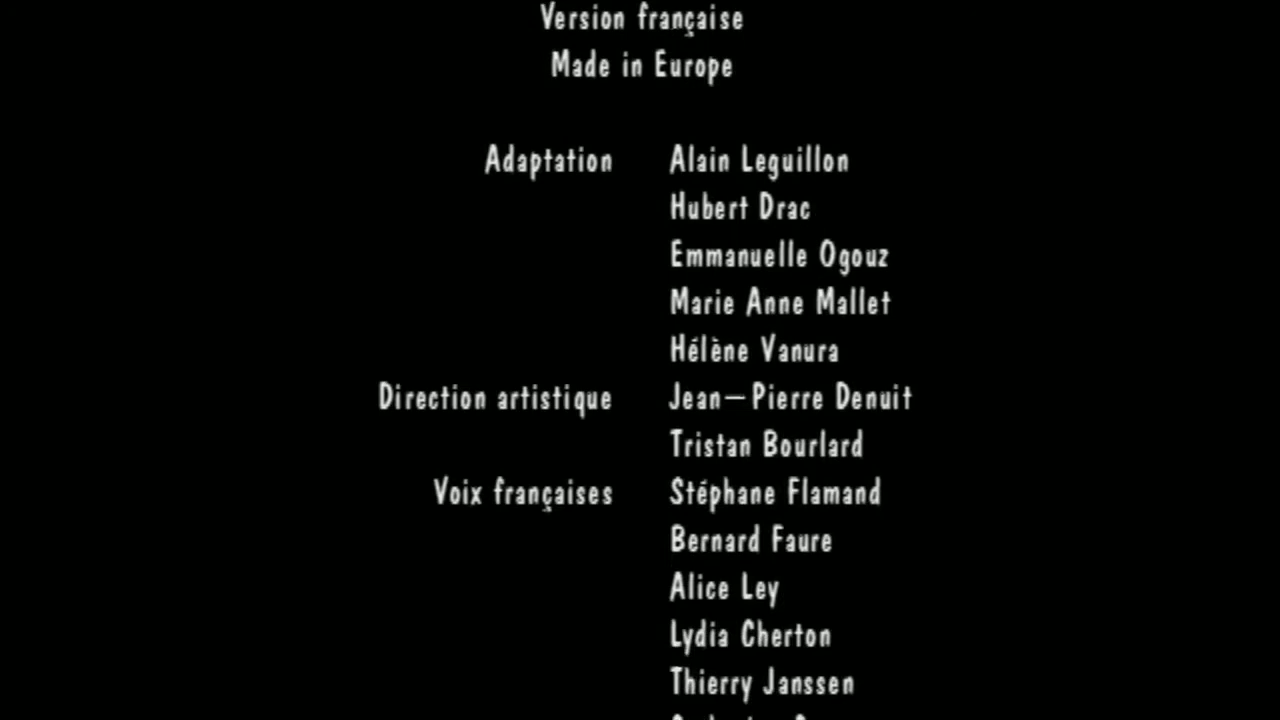 Version française
Made in Europe
Adaptation Alain Leguillon
Hubert Drac
Emmanuelle Ogouz
Marie Anne Mallet
Hélène Vanura
Direction artistique Jean—Pierre Denuit
Tristan Bourlard
Voix françaises Stéphane Flamand
Bernard Faure
Alice Ley
Lydia Cherton
Thierry Janssen